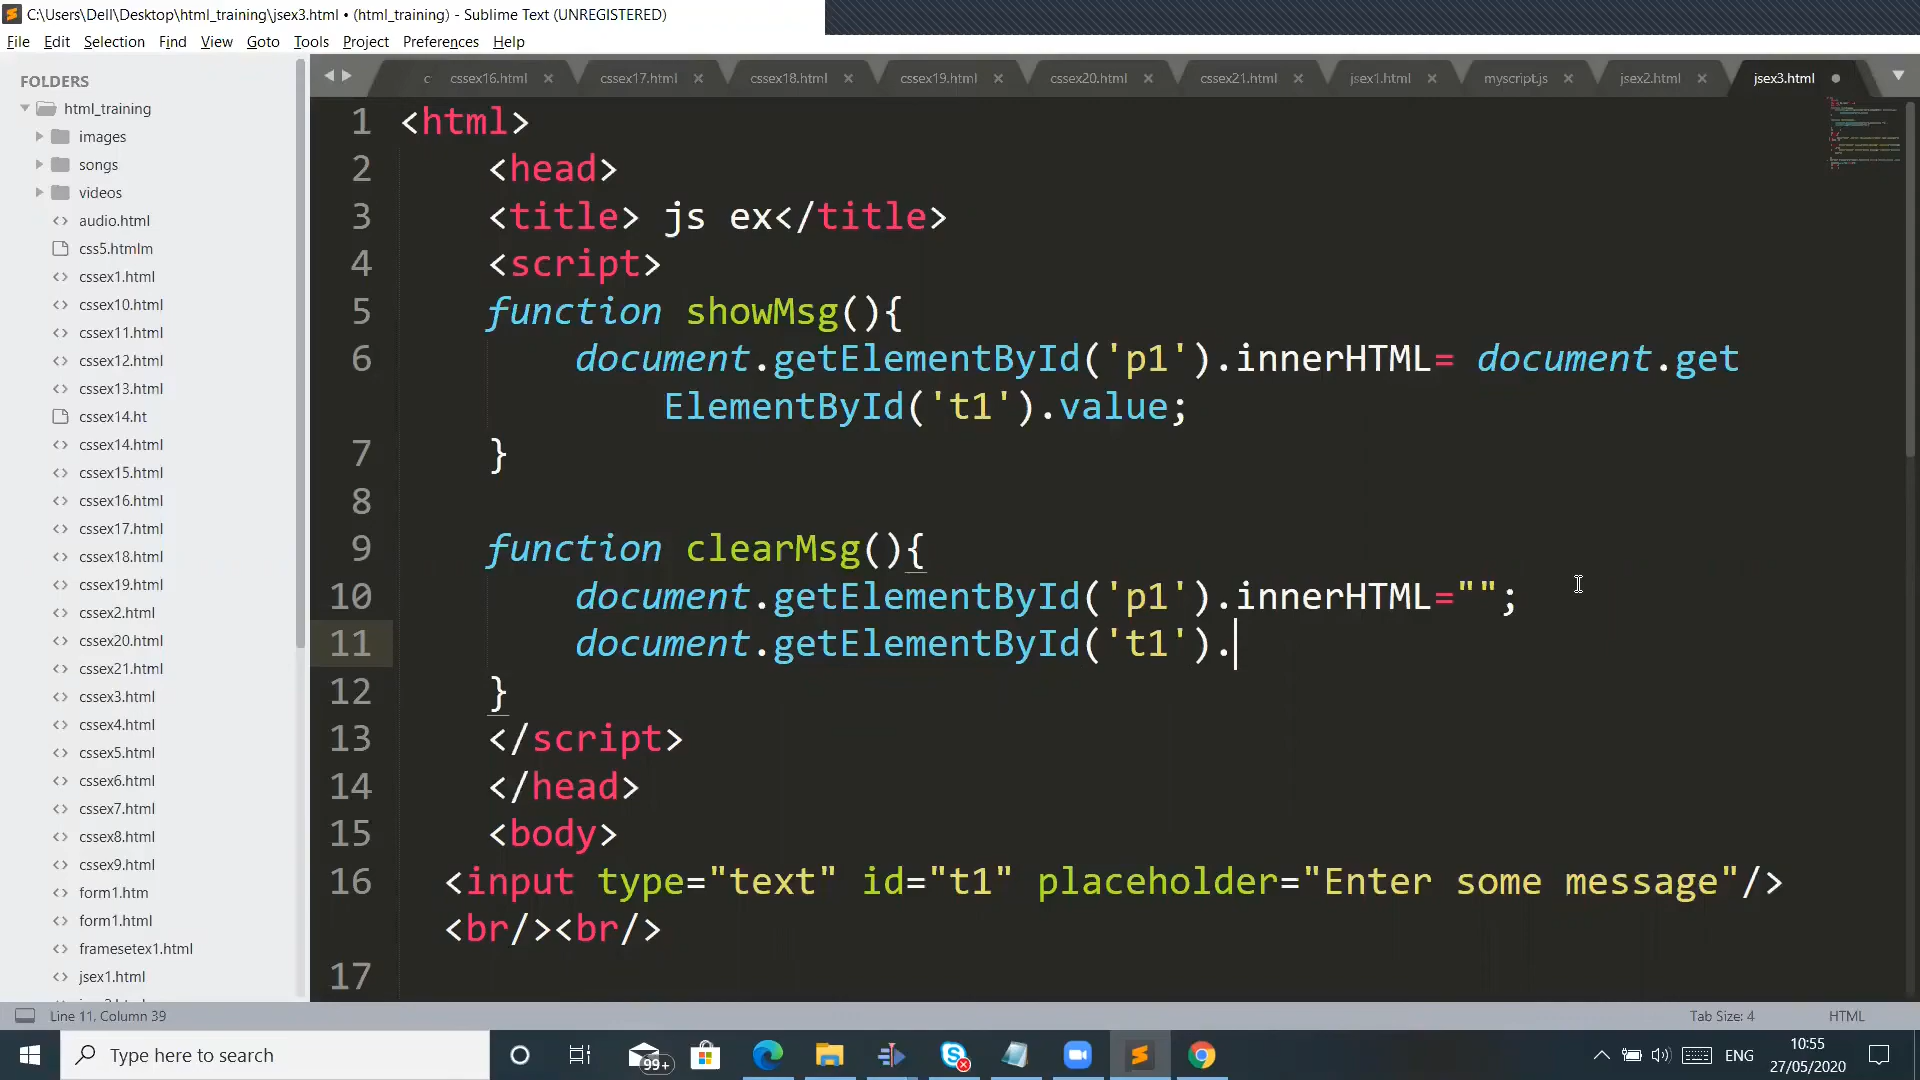 C:\Users\Dell\Desktop\html_training\jsex3.html • (html_training) - Sublime Text (UNREGISTERED)
File Edit Selection Find View Goto Tools Project Preferences Help
FOLDERS
html_training
images
songs
videos
audio.html
css5.htmlm
cssex1.html
cssex10.html
cssex11.html
cssex12.html
cssex13.html
cssex14.ht
cssex14.html
cssex15.html
cssex16.html
cssex17.html
cssex18.html
cssex19.html
cssex2.html
cssex20.html
cssex21.html
cssex3.html
cssex4.html
cssex5.html
cssex6.html
cssex7.html
cssex8.html
cssex9.html
form1.htm
form1.html
framesetex1.html
jsex1.html
c cssex16.html cssex17.html cssex18.html cssex19.html cssex20.html cssex21.html jsex1.html myscript.js jsex2.html jsex3.html
1 <html>
2 <head>
3 <title> js ex</title>
4 <script>
5 function showMsg(){
6 document.getElementById('p1').innerHTML= document.get
ElementById('t1').value;
7 }
8
9 function clearMsg(){
10 document.getElementById('p1').innerHTML="";
11 document.getElementById('t1').
12 }
13 </script>
14 </head>
15 <body>
16 <input type="text" id="t1" placeholder="Enter some message"/>
<br/><br/>
17
Line 11, Column 39 Tab Size: 4 HTML
Type here to search 99+ ENG 10:55
27/05/2020